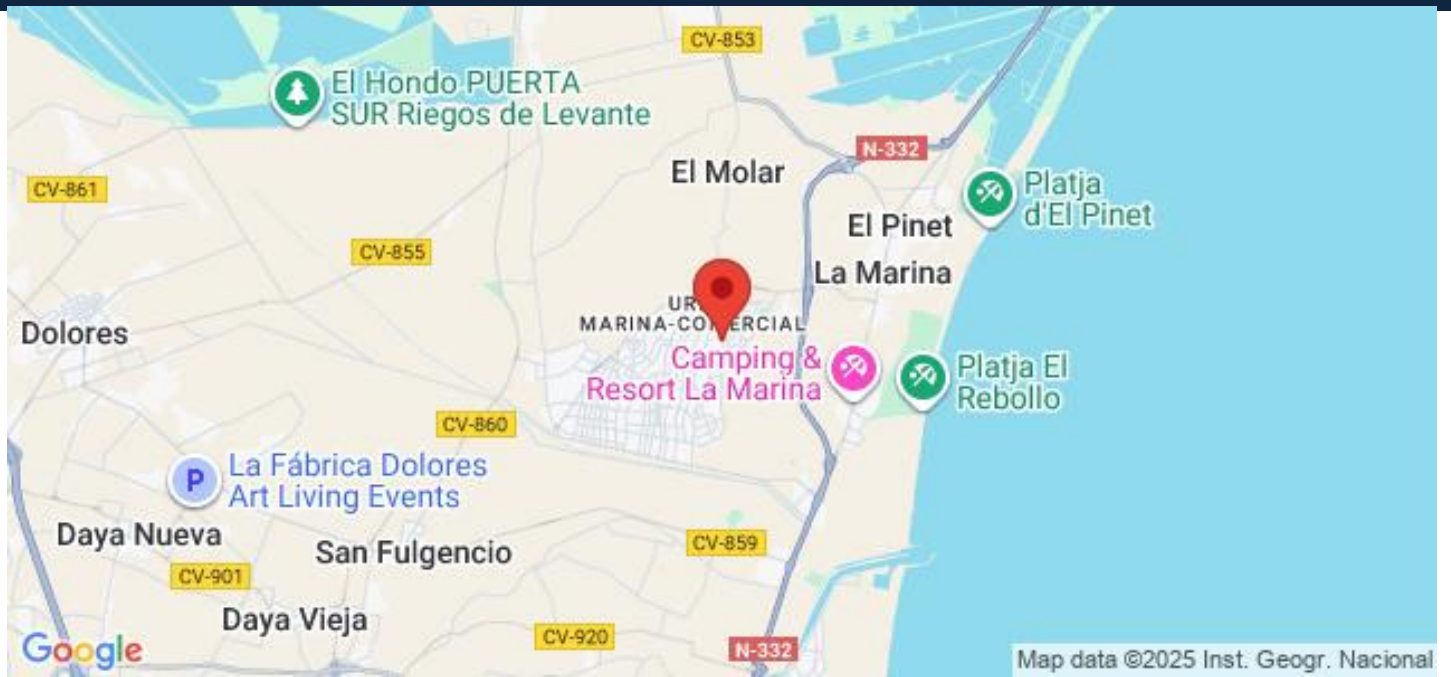 CV-853
El Hondo PUERTA
SUR Riegos de Levante
N-332
El Molar
CV-861
Platja
d'El Pinet
El Pinet
CV-855
La Marina
UR
MARINA-COMERCIAL
Dolores
Camping &
Resort La Marina
Platja El
Rebollo
CV-860
P
La Fábrica Dolores
Art Living Events
Daya Nueva
San Fulgencio
CV-859
CV-901
Daya Vieja
CV-920
N-332
Google
Map data ©2025 Inst. Geogr. Nacional